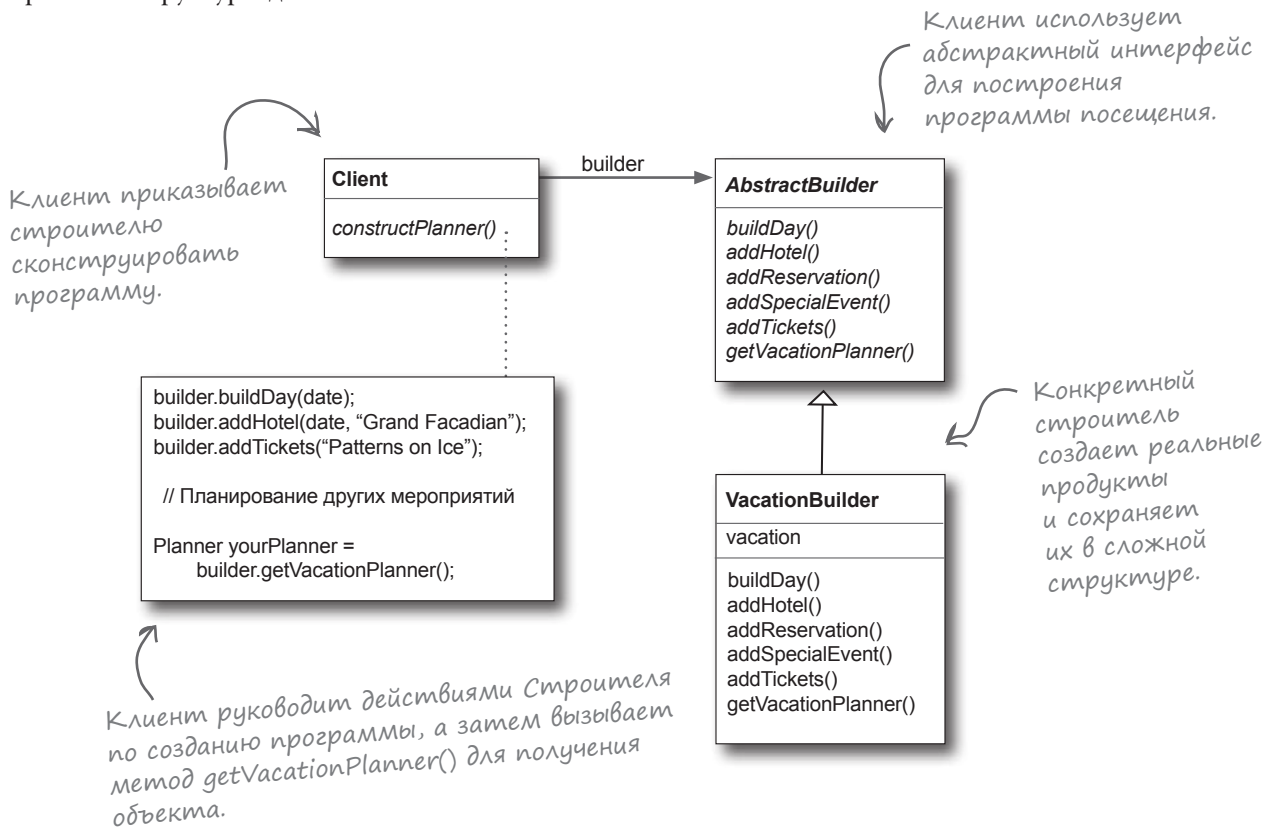 Клиент использует
абстрактный интерфейс
для построения
программы посещения.
Клиент приказывает
строителю
сконструировать
программу.
Client
constructPlanner()
builder
AbstractBuilder
buildDay()
addHotel()
addReservation()
addSpecialEvent()
addTickets()
getVacationPlanner()
builder.buildDay(date);
builder.addHotel(date, “Grand Facadian”);
builder.addTickets(“Patterns on Ice”);
// Планирование других мероприятий
Planner yourPlanner =
builder.getVacationPlanner();
Конкретный
строитель
создает реальные
продукты
и сохраняет
их в сложной
структуре.
VacationBuilder
vacation
buildDay()
addHotel()
addReservation()
addSpecialEvent()
addTickets()
getVacationPlanner()
Клиент руководит действиями Строителя
по созданию программы, а затем вызывает
метод getVacationPlanner() для получения
объекта.